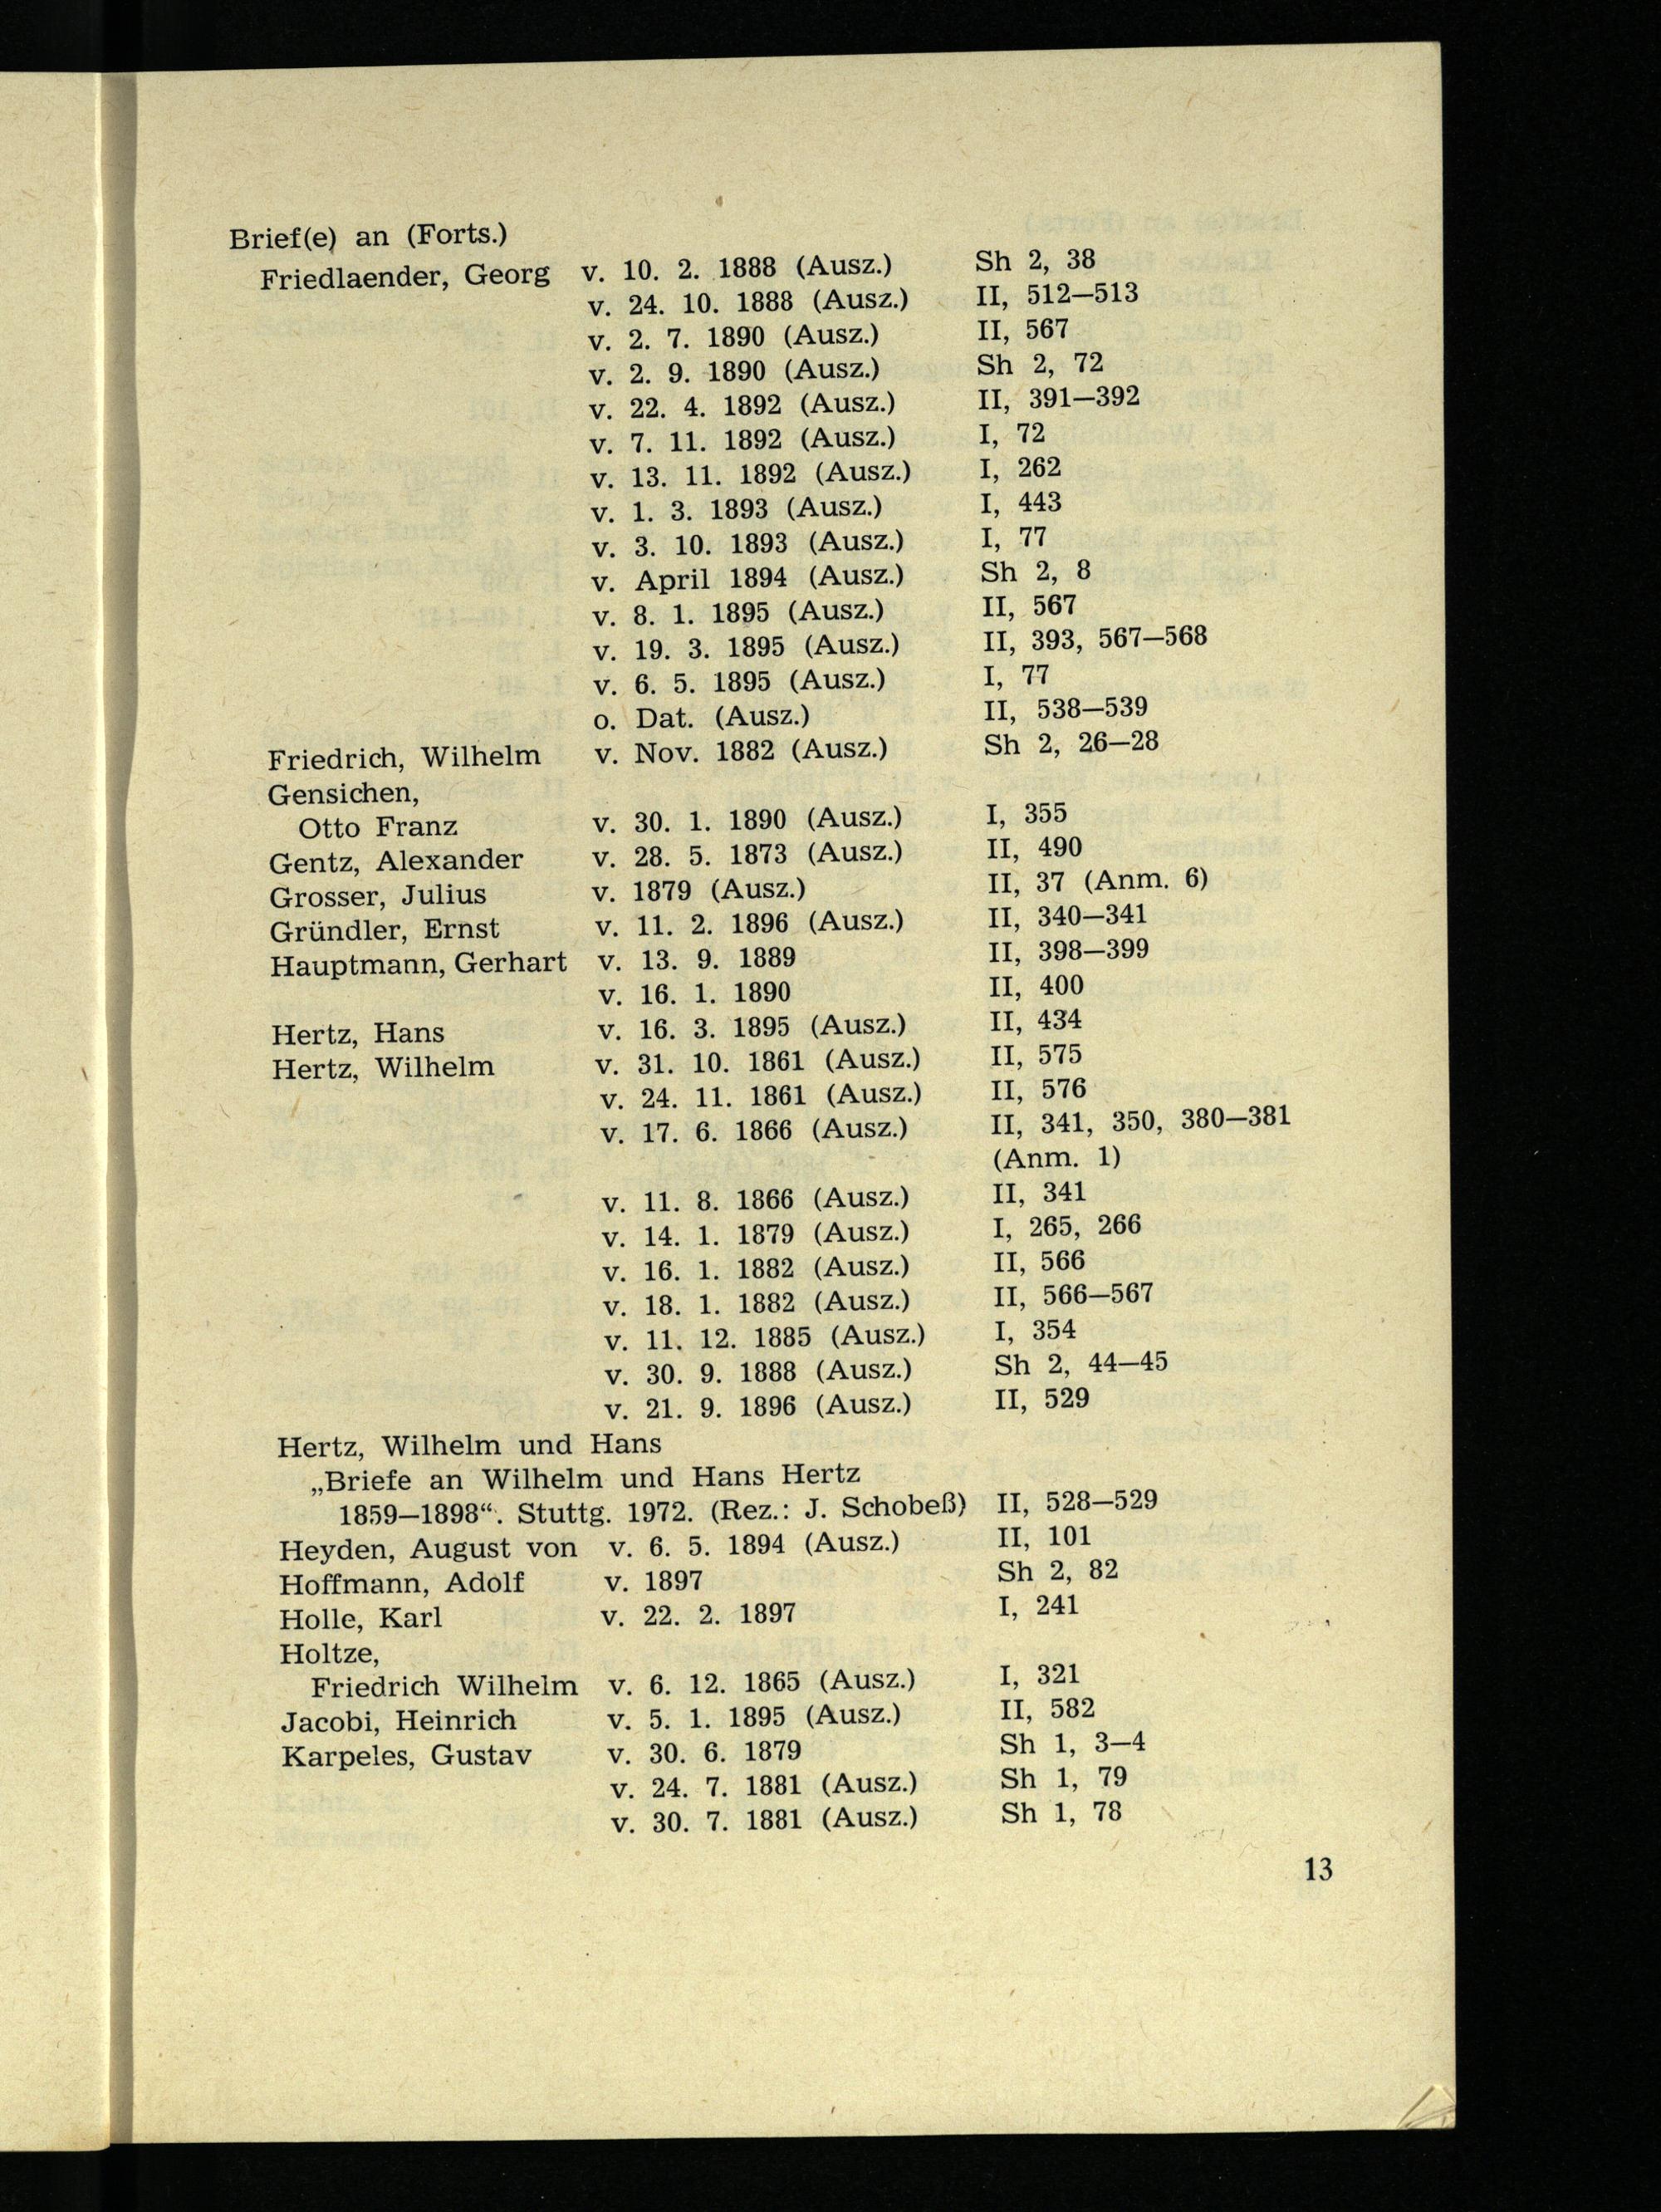 Brief(e) an (Forts.)
Friedlaender, Georg v. 10. 2. 1888 (Ausz.) Sh 2, 38
v. 24. 10. 1888 (Ausz.) II, 512—513
v. 2. 7. 1890 (Ausz.) II, 567
v. 2. 9. 1890 (Ausz.) Sh 2, 72
v. 22. 4. 1892 (Ausz.) II, 391—392
v. 7. 11. 1892 (Ausz.) I, 72
v. 13. 11. 1892 (Ausz.) I, 262
v. 1. 3. 1893 (Ausz.) I, 443
v. 3. 10. 1893 (Ausz.) I, 77
v. April 1894 (Ausz.) Sh 2, 8
v. 8. 1. 1895 (Ausz.) II, 567
v. 19. 3. 1895 (Ausz.) II, 393, 567—568
v. 6. 5. 1895 (Ausz.) I, 77
o. Dat. (Ausz.) II, 538—539
Friedrich, Wilhelm v. Nov. 1882 (Ausz.) Sh 2, 26—28
Gensichen,
Otto Franz v. 30. 1. 1890 (Ausz.) I, 355
Gentz, Alexander v. 28. 5. 1873 (Ausz.) II, 490
Grosser, Julius v. 1879 (Ausz.) II, 37 (Anm. 6)
Gründler, Ernst v. 11. 2. 1896 (Ausz.) II, 340—341
Hauptmann, Gerhart v. 13. 9. 1889 II, 398—399
v. 16. 1. 1890 II, 400
Hertz, Hans v. 16. 3. 1895 (Ausz.) II, 434
Hertz, Wilhelm v. 31. 10. 1861 (Ausz.) II, 575
v. 24. 11. 1861 (Ausz.) II, 576
v. 17. 6. 1866 (Ausz.) II, 341, 350, 380—381
(Anm. 1)
v. 11. 8. 1866 (Ausz.) II, 341
v. 14. 1. 1879 (Ausz.) I, 265, 266
v. 16. 1. 1882 (Ausz.) II, 566
v. 18. 1. 1882 (Ausz.) II, 566—567
v. 11. 12. 1885 (Ausz.) I, 354
v. 30. 9. 1888 (Ausz.) Sh 2, 44—45
v. 21. 9. 1896 (Ausz.) II, 529
Hertz, Wilhelm und Hans
„Briefe an Wilhelm und Hans Hertz
1859—1898“. Stuttg. 1972. (Rez.: J. Schobeß) II, 528—529
Heyden, August von v. 6. 5. 1894 (Ausz.) II, 101
Hoffmann, Adolf v. 1897 Sh 2, 82
Holle, Karl v. 22. 2. 1897 I, 241
Holtze,
Friedrich Wilhelm v. 6. 12. 1865 (Ausz.) I, 321
Jacobi, Heinrich v. 5. 1. 1895 (Ausz.) II, 582
Karpeles, Gustav v. 30. 6. 1879 Sh 1, 3—4
v. 24. 7. 1881 (Ausz.) Sh 1, 79
v. 30. 7. 1881 (Ausz.) Sh 1, 78
13